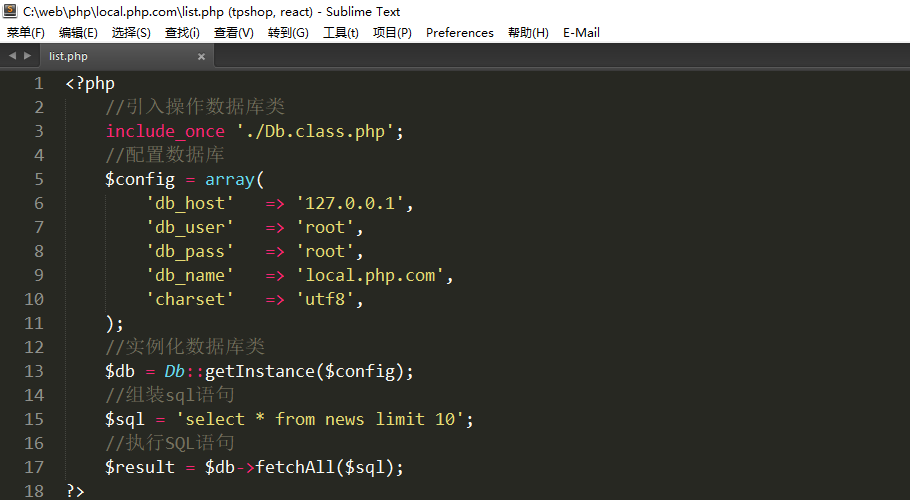 C:\web\php\local.php.com\list.php (tpshop, react) - Sublime Text
菜单(F) 编辑(E) 选择(S) 查找(i) 查看(V) 转到(G) 工具(t) 项目(P) Preferences 帮助(H) E-Mail
list.php ×
1 <?php
2 //引入操作数据库类
3 include_once './Db.class.php';
4 //配置数据库
5 $config = array(
6 'db_host' => '127.0.0.1',
7 'db_user' => 'root',
8 'db_pass' => 'root',
9 'db_name' => 'local.php.com',
10 'charset' => 'utf8',
11 );
12 //实例化数据库类
13 $db = Db::getInstance($config);
14 //组装sql语句
15 $sql = 'select * from news limit 10';
16 //执行SQL语句
17 $result = $db->fetchAll($sql);
18 ?>